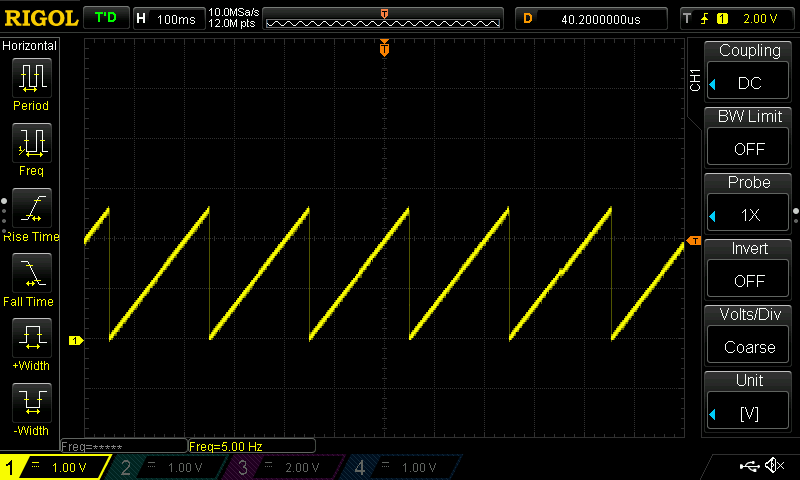 RIGOL T'D H 100ms 10.0MSa/s D 40.2000000us T 1 2.00 V
12.0M pts
T
Horizontal
Period
Freq
Rise Time
Fall Time
+Width
-Width
T
T
1
CH1
Coupling
DC
BW Limit
OFF
Probe
1X
Invert
OFF
Volts/Div
Coarse
Unit
[V]
Freq=***** Freq=5.00 Hz
1 1.00 V 2 1.00 V 3 2.00 V 4 1.00 V